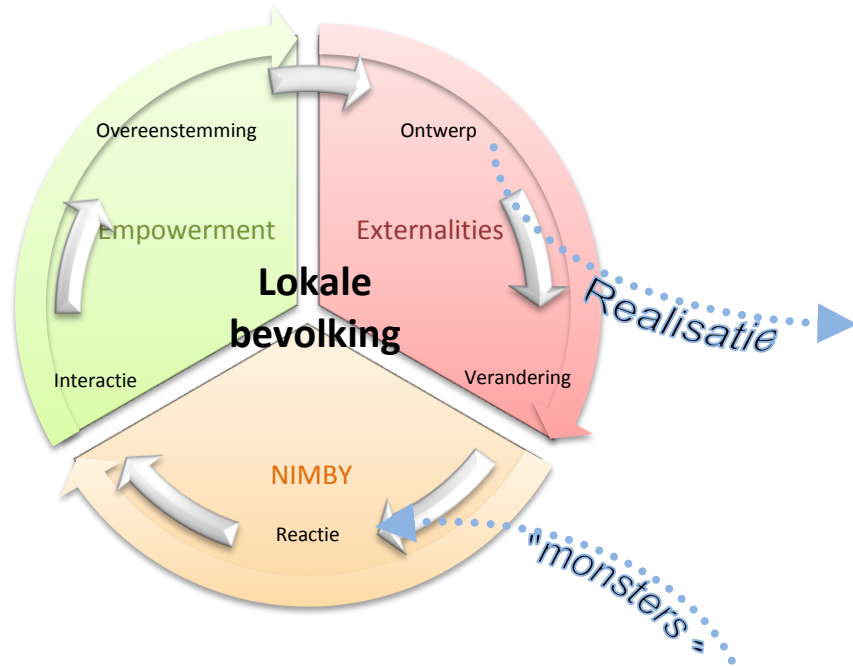 Overeenstemming
Ontwerp
Empowerment
Externalities
Lokale
bevolking
Realisatie
Interactie
Verandering
NIMBY
Reactie
"monsters "